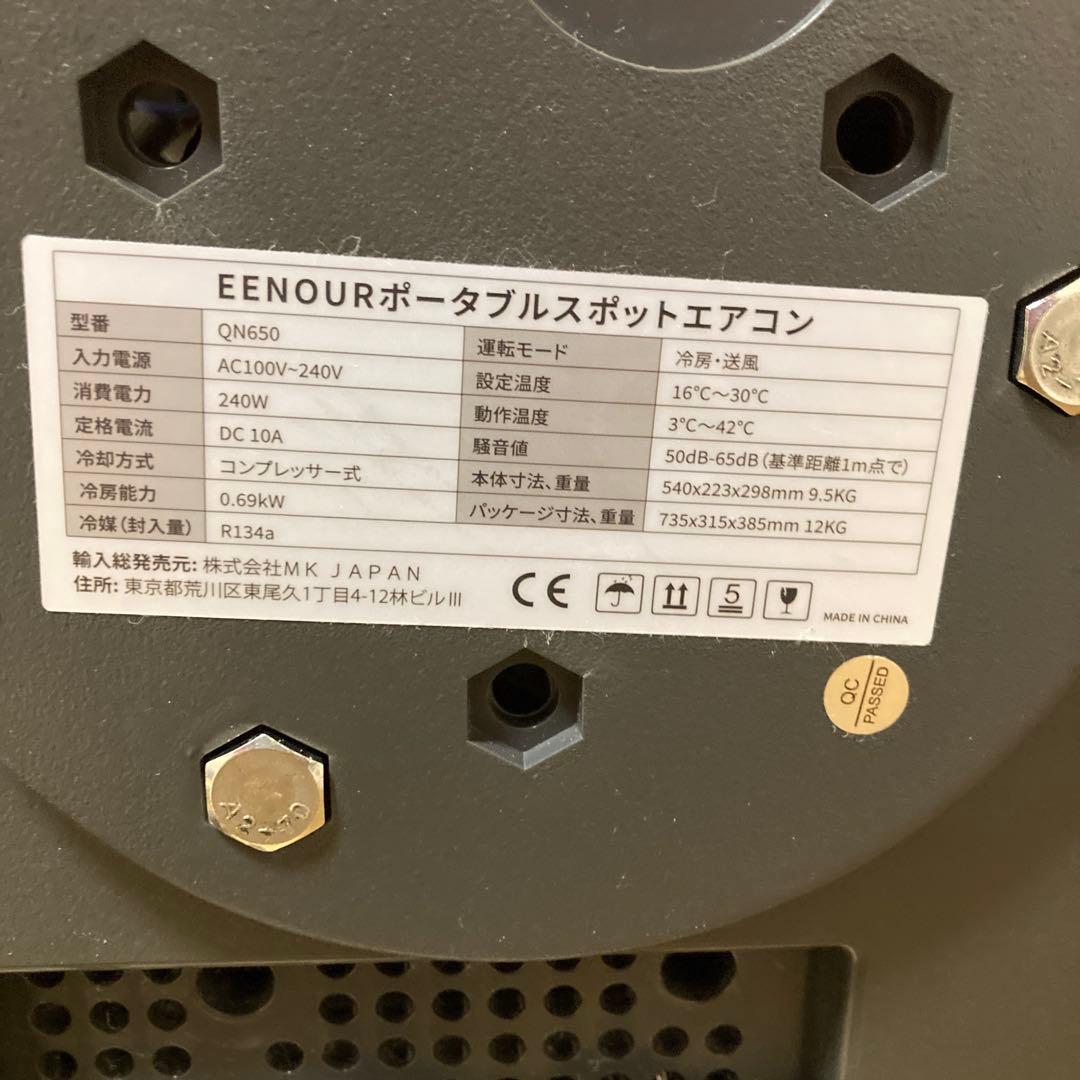 EENOURポータブルスポットエアコン
型番 QN650 運転モード 冷房・送風
入力電源 AC100V~240V 設定温度 16℃～30℃
消費電力 240W 動作温度 3℃～42℃
定格電流 DC 10A 騒音値 50dB-65dB（基準距離1m点で）
冷却方式 コンプレッサー式 本体寸法、重量 540x223x298mm 9.5KG
冷房能力 0.69kW パッケージ寸法、重量 735x315x385mm 12KG
冷媒（封入量） R134a
輸入総発売元: 株式会社MK JAPAN
住所: 東京都荒川区東尾久1丁目4-12林ビルⅢ
CE
5
MADE IN CHINA
QC
PASSED
A2-70
A2